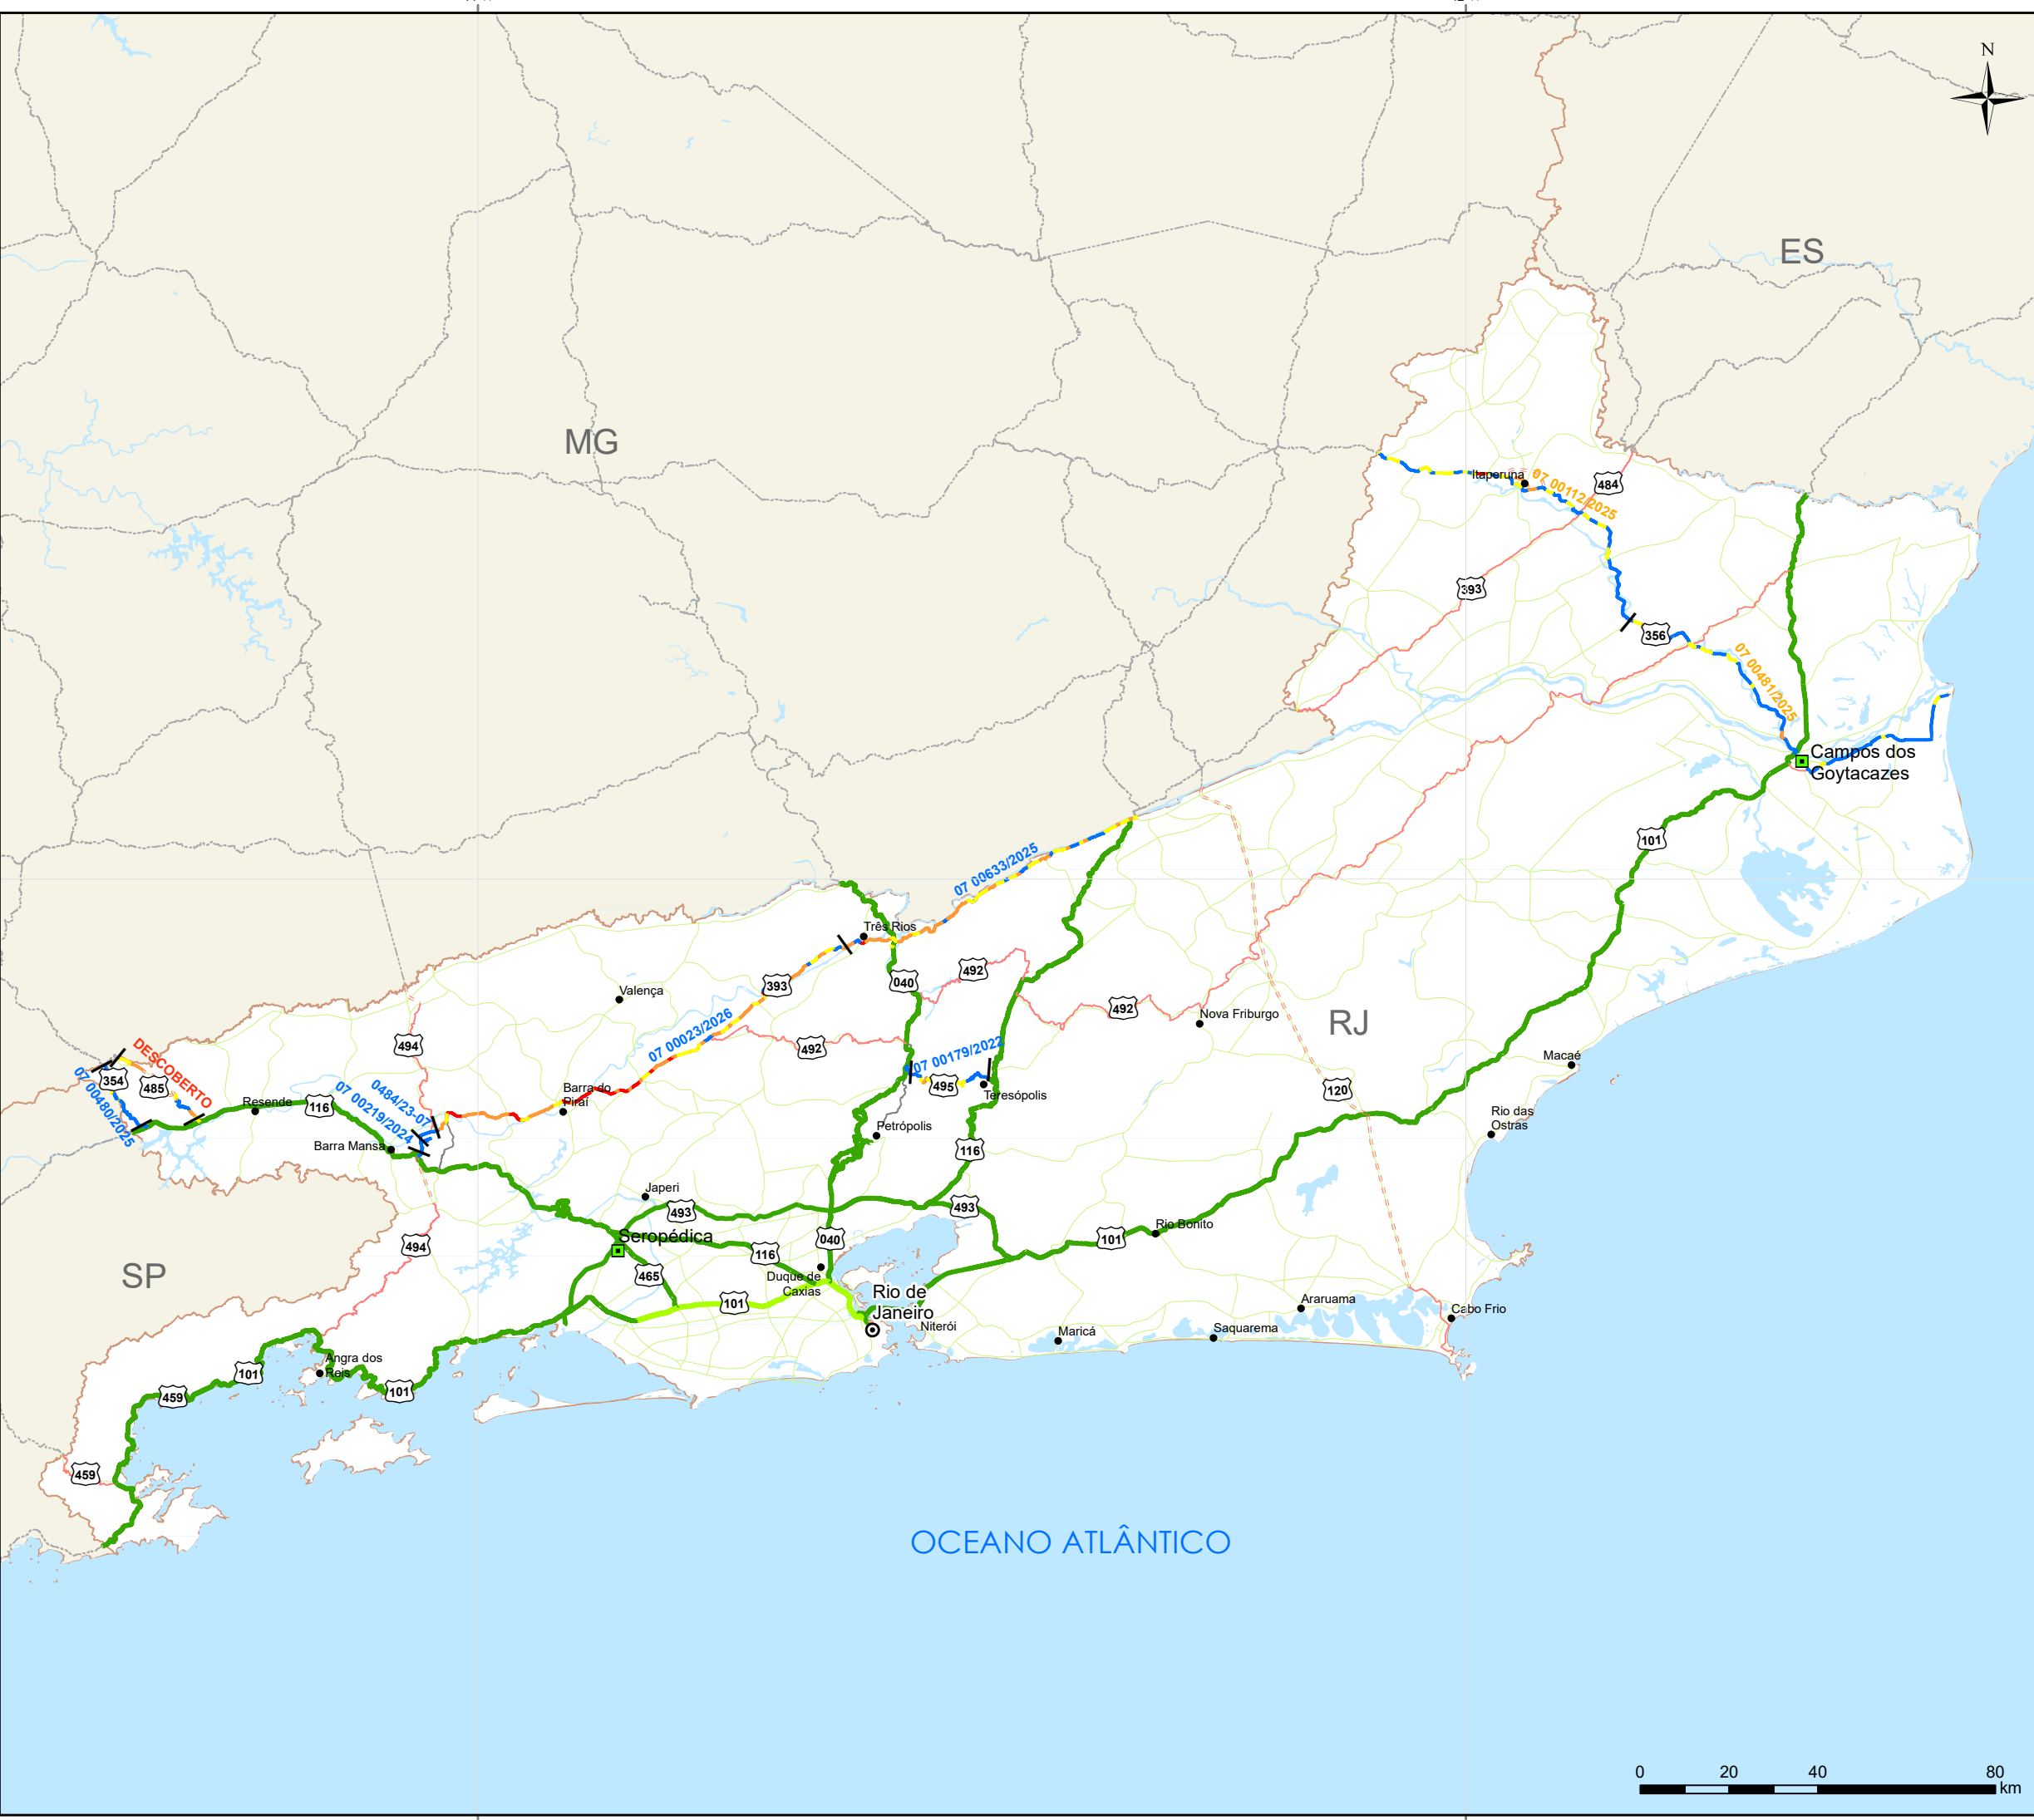 N
ES
MG
Itaperuna
07 00112/2025
484
393
356
07 00481/2025
Campos dos
Goytacazes
101
07 00633/2025
Três Rios
393
040
492
Valença
492
Nova Friburgo
RJ
494
07 00023/2026
492
07 00179/2022
Macaé
DESCOBERTO
354
485
07 00480/2025
Resende
116
0484/23-07
07 00219/2024
Barra do
Piraí
495
Teresópolis
120
Rio das
Ostras
Barra Mansa
Petrópolis
116
Japeri
493
493
Seropédica
494
116
040
101
Rio Bonito
SP
465
Duque de
Caxias
101
Rio de
Janeiro
Niterói
Araruama
Cabo Frio
Maricá
Saquarema
Angra dos
Reis
101
101
459
459
OCEANO ATLÂNTICO
0 20 40 80
km